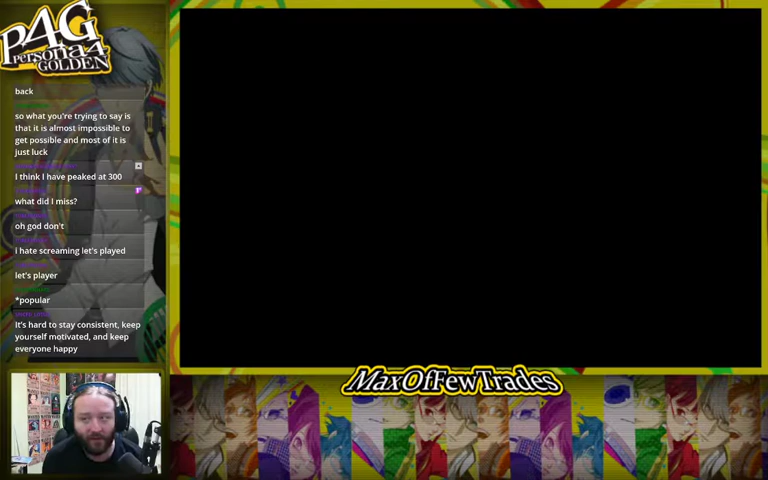 P4G
Persona4
GOLDEN
back
so what you're trying to say is
that it is almost impossible to
get possible and most of it is
just luck
I think I have peaked at 300
what did I miss?
oh god don't
i hate screaming let's played
let's player
*popular
It's hard to stay consistent, keep
yourself motivated, and keep
everyone happy
MaxOfFewTrades